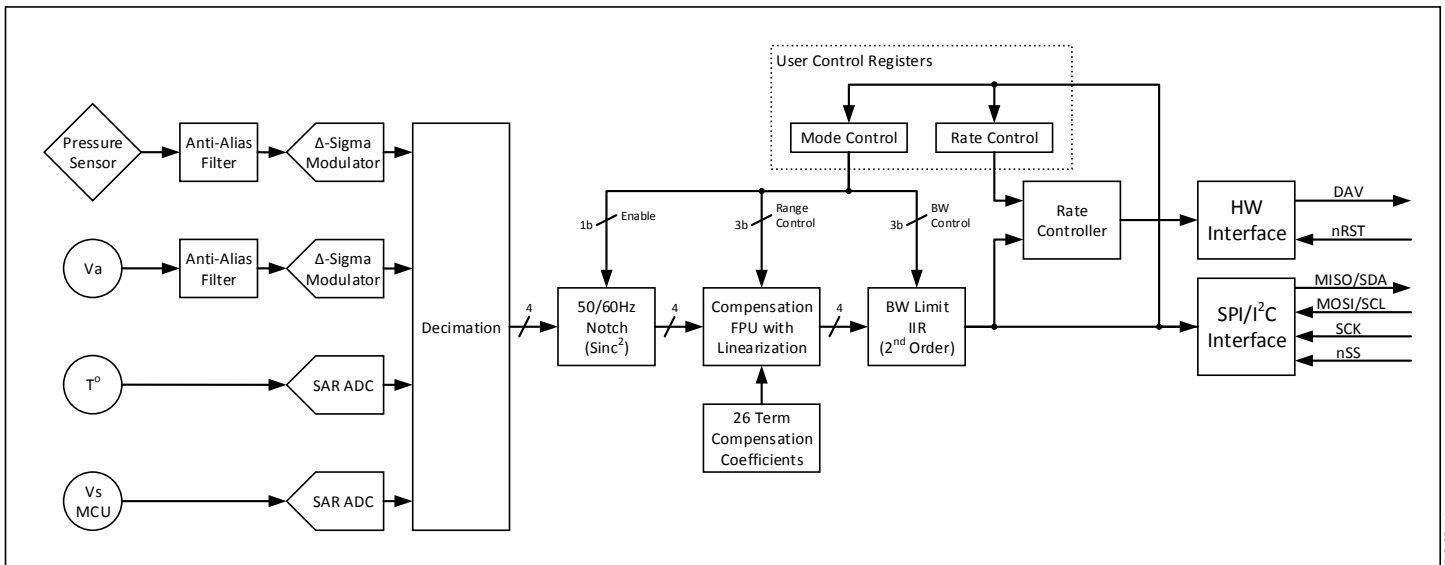 User Control Registers
Mode Control
Rate Control
Pressure
Sensor
Anti-Alias
Filter
Δ-Sigma
Modulator
Va
Anti-Alias
Filter
Δ-Sigma
Modulator
T°
SAR ADC
Vs
MCU
SAR ADC
Decimation
4
1b
Enable
50/60Hz
Notch
(Sinc²)
4
3b
Range
Control
Compensation
FPU with
Linearization
26 Term
Compensation
Coefficients
4
3b
BW
Control
BW Limit
IIR
(2nd Order)
Rate
Controller
HW
Interface
DAV
nRST
SPI/I²C
Interface
MISO/SDA
MOSI/SCL
SCK
nSS